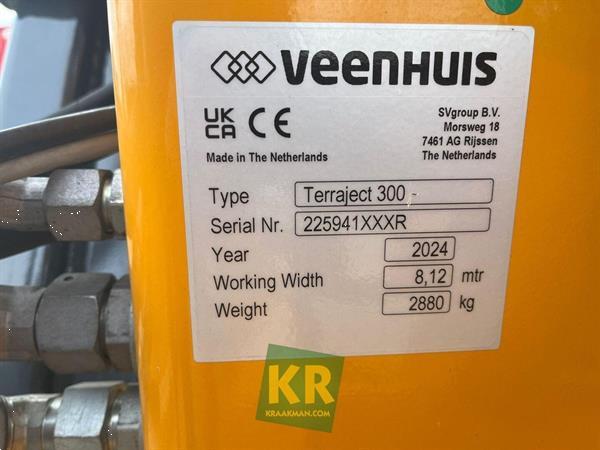 VEENHUIS
UK
CA CE
SVgroup B.V.
Morsweg 18
7461 AG Rijssen
The Netherlands
Made in The Netherlands
Type Terraject 300 -
Serial Nr. 225941XXXR
Year 2024
Working Width 8,12 mtr
Weight 2880 kg
KR
KRAAKMAN.COM